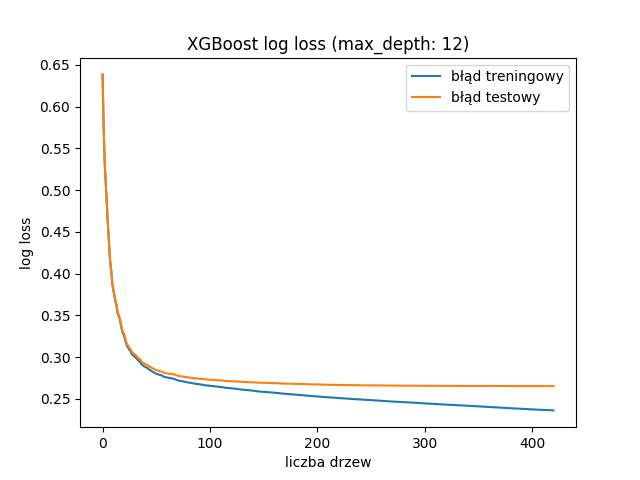 XGBoost log loss (max_depth: 12)
błąd treningowy
błąd testowy
log loss
0.65
0.60
0.55
0.50
0.45
0.40
0.35
0.30
0.25
0
100
200
300
400
liczba drzew